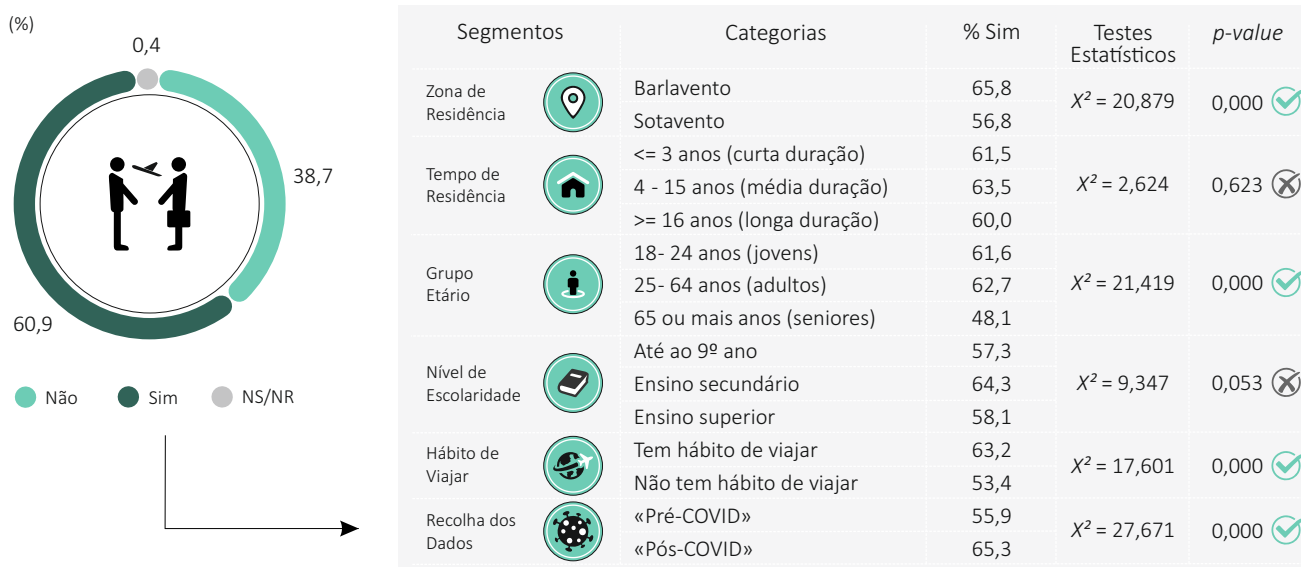 (%)
0,4
38,7
60,9
Não Sim NS/NR
Segmentos Categorias % Sim Testes Estatísticos p-value
Zona de Residência
Barlavento 65,8
Sotavento 56,8
X² = 20,879 0,000
Tempo de Residência
<= 3 anos (curta duração) 61,5
4 - 15 anos (média duração) 63,5
>= 16 anos (longa duração) 60,0
X² = 2,624 0,623
Grupo Etário
18- 24 anos (jovens) 61,6
25- 64 anos (adultos) 62,7
65 ou mais anos (seniores) 48,1
X² = 21,419 0,000
Nível de Escolaridade
Até ao 9º ano 57,3
Ensino secundário 64,3
Ensino superior 58,1
X² = 9,347 0,053
Hábito de Viajar
Tem hábito de viajar 63,2
Não tem hábito de viajar 53,4
X² = 17,601 0,000
Recolha dos Dados
«Pré-COVID» 55,9
«Pós-COVID» 65,3
X² = 27,671 0,000